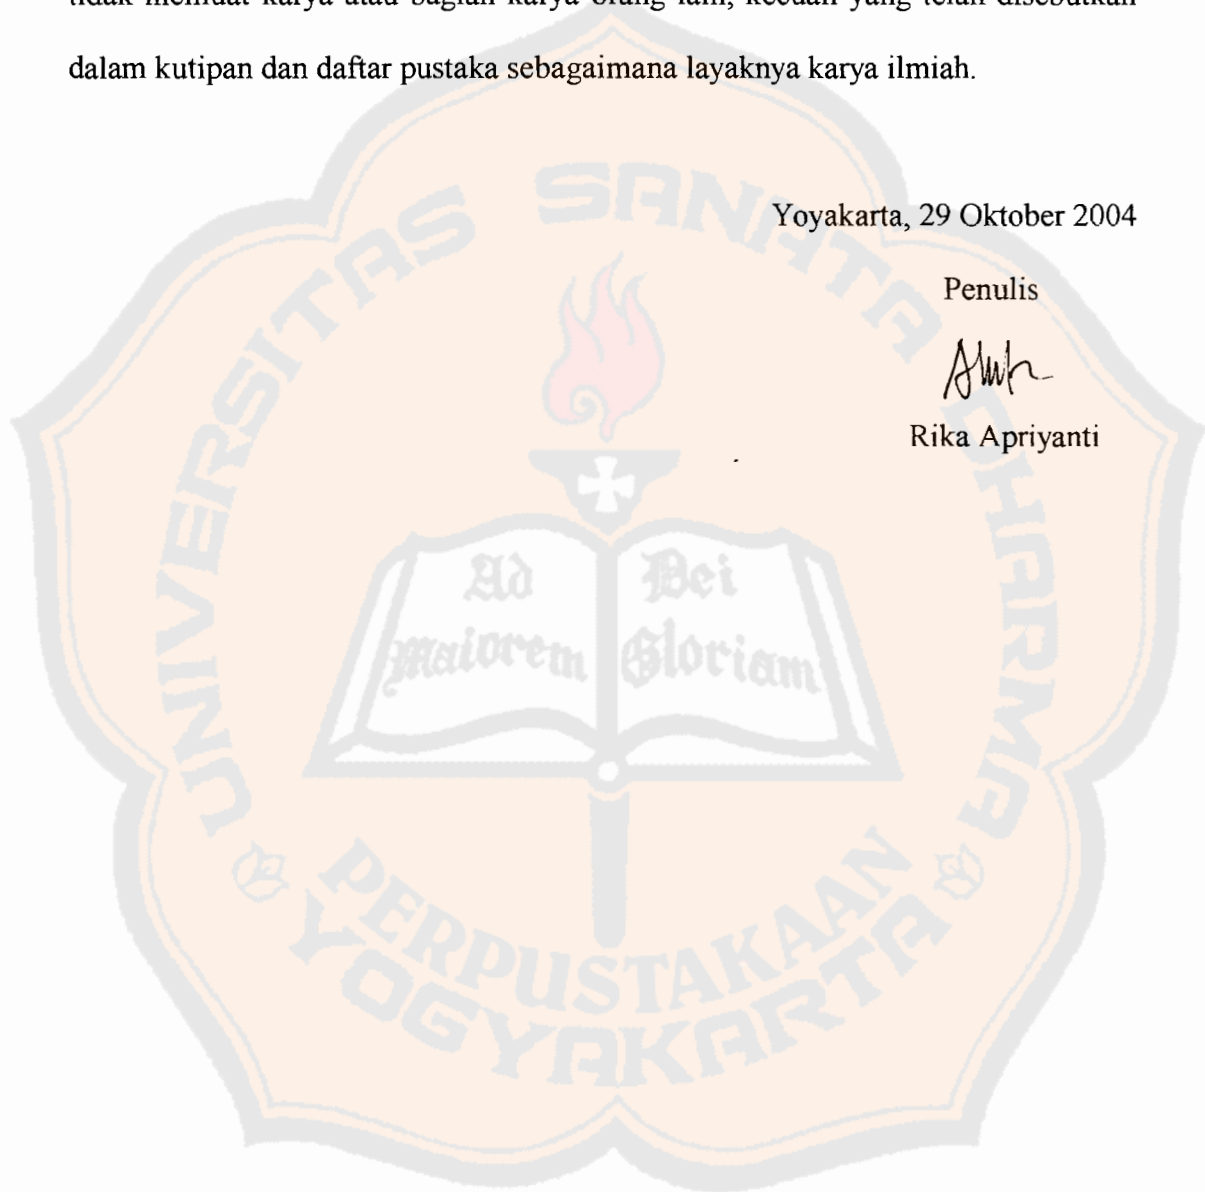 tidak memuat karya atau bagian karya orang lain, kecuali yang telah disebutkan
dalam kutipan dan daftar pustaka sebagaimana layaknya karya ilmiah.
Yoyakarta, 29 Oktober 2004
Penulis
Rika Apriyanti
UNIVERSITAS SANATA DHARMA
Ad
Dei
maiorem
Gloriam
PERPUSTAKAAN
YOGYAKARTA